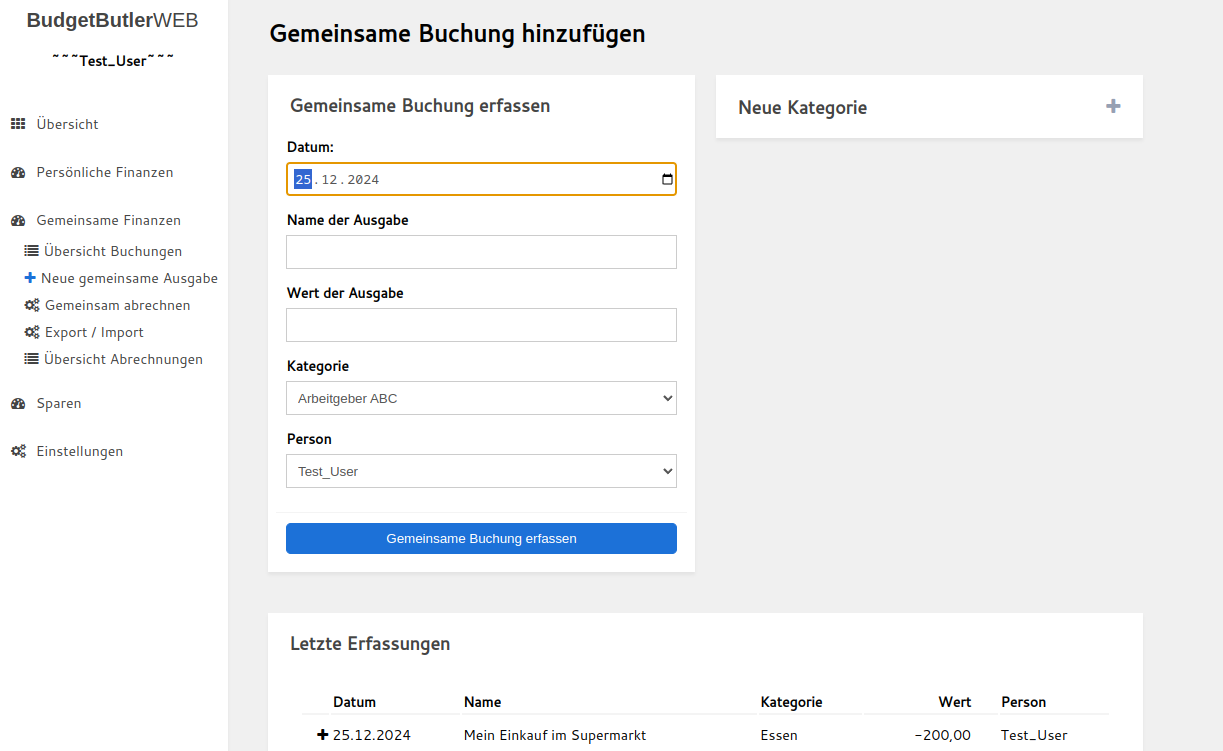 BudgetButlerWEB
~~~Test_User~~~
Übersicht
Persönliche Finanzen
Gemeinsame Finanzen
Übersicht Buchungen
Neue gemeinsame Ausgabe
Gemeinsam abrechnen
Export / Import
Übersicht Abrechnungen
Sparen
Einstellungen
Gemeinsame Buchung hinzufügen
Gemeinsame Buchung erfassen
Datum:
25.12.2024
Name der Ausgabe
Wert der Ausgabe
Kategorie
Arbeitgeber ABC
Person
Test_User
Gemeinsame Buchung erfassen
Neue Kategorie
Letzte Erfassungen
Datum Name Kategorie Wert Person
25.12.2024 Mein Einkauf im Supermarkt Essen -200,00 Test_User